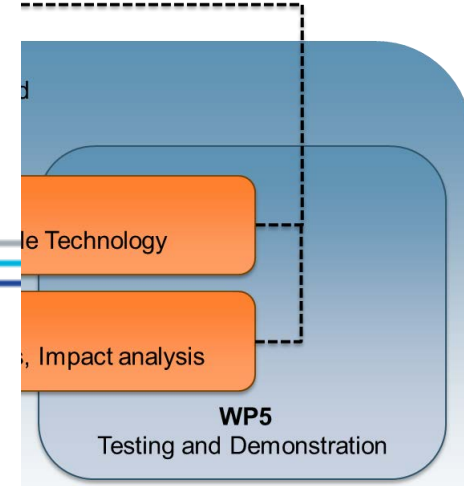 d
le Technology
s, Impact analysis
WP5
Testing and Demonstration